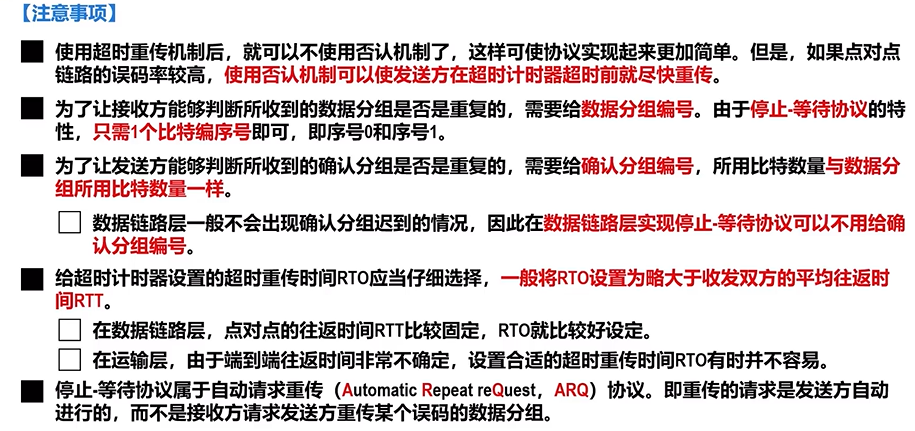 【注意事项】
使用超时重传机制后，就可以不使用否认机制了，这样可使协议实现起来更加简单。但是，如果点对点
链路的误码率较高，使用否认机制可以使发送方在超时计时器超时前就尽快重传。
为了让接收方能够判断所收到的数据分组是否是重复的，需要给数据分组编号。由于停止-等待协议的特
性，只需1个比特编序号即可，即序号0和序号1。
为了让发送方能够判断所收到的确认分组是否是重复的，需要给确认分组编号，所用比特数量与数据分
组所用比特数量一样。
数据链路层一般不会出现确认分组迟到的情况，因此在数据链路层实现停止-等待协议可以不用给确
认分组编号。
给超时计时器设置的超时重传时间RTO应当仔细选择，一般将RTO设置为略大于收发双方的平均往返时
间RTT。
在数据链路层，点对点的往返时间RTT比较固定，RTO就比较好设定。
在运输层，由于端到端往返时间非常不确定，设置合适的超时重传时间RTO有时并不容易。
停止-等待协议属于自动请求重传（Automatic Repeat reQuest，ARQ）协议。即重传的请求是发送方自动
进行的，而不是接收方请求发送方重传某个误码的数据分组。